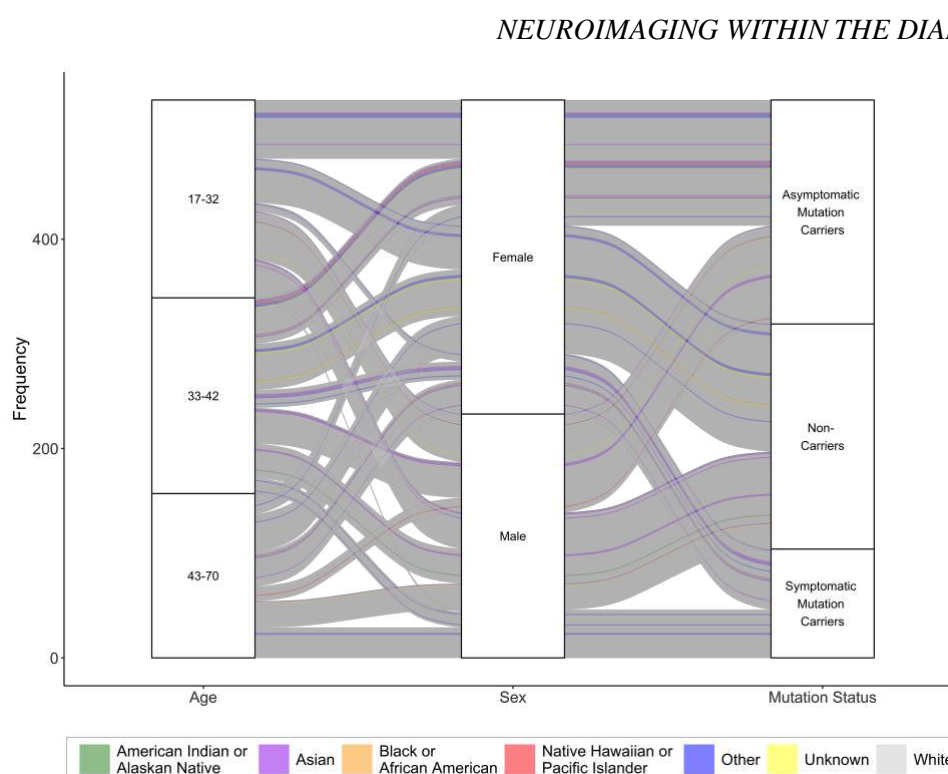 NEUROIMAGING WITHIN THE DIA
17-32
33-42
43-70
Female
Male
Asymptomatic
Mutation
Carriers
Non-
Carriers
Symptomatic
Mutation
Carriers
400
200
0
Frequency
Age
Sex
Mutation Status
American Indian or
Alaskan Native
Asian
Black or
African American
Native Hawaiian or
Pacific Islander
Other
Unknown
Whit